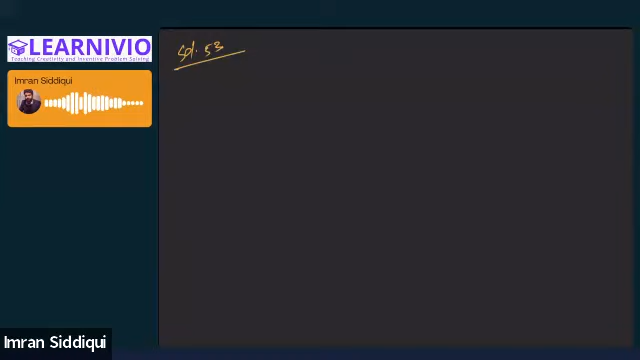 LEARNIVIO
Teaching Creativity and Inventive Problem Solving
Imran Siddiqui
Sol. 53
Imran Siddiqui